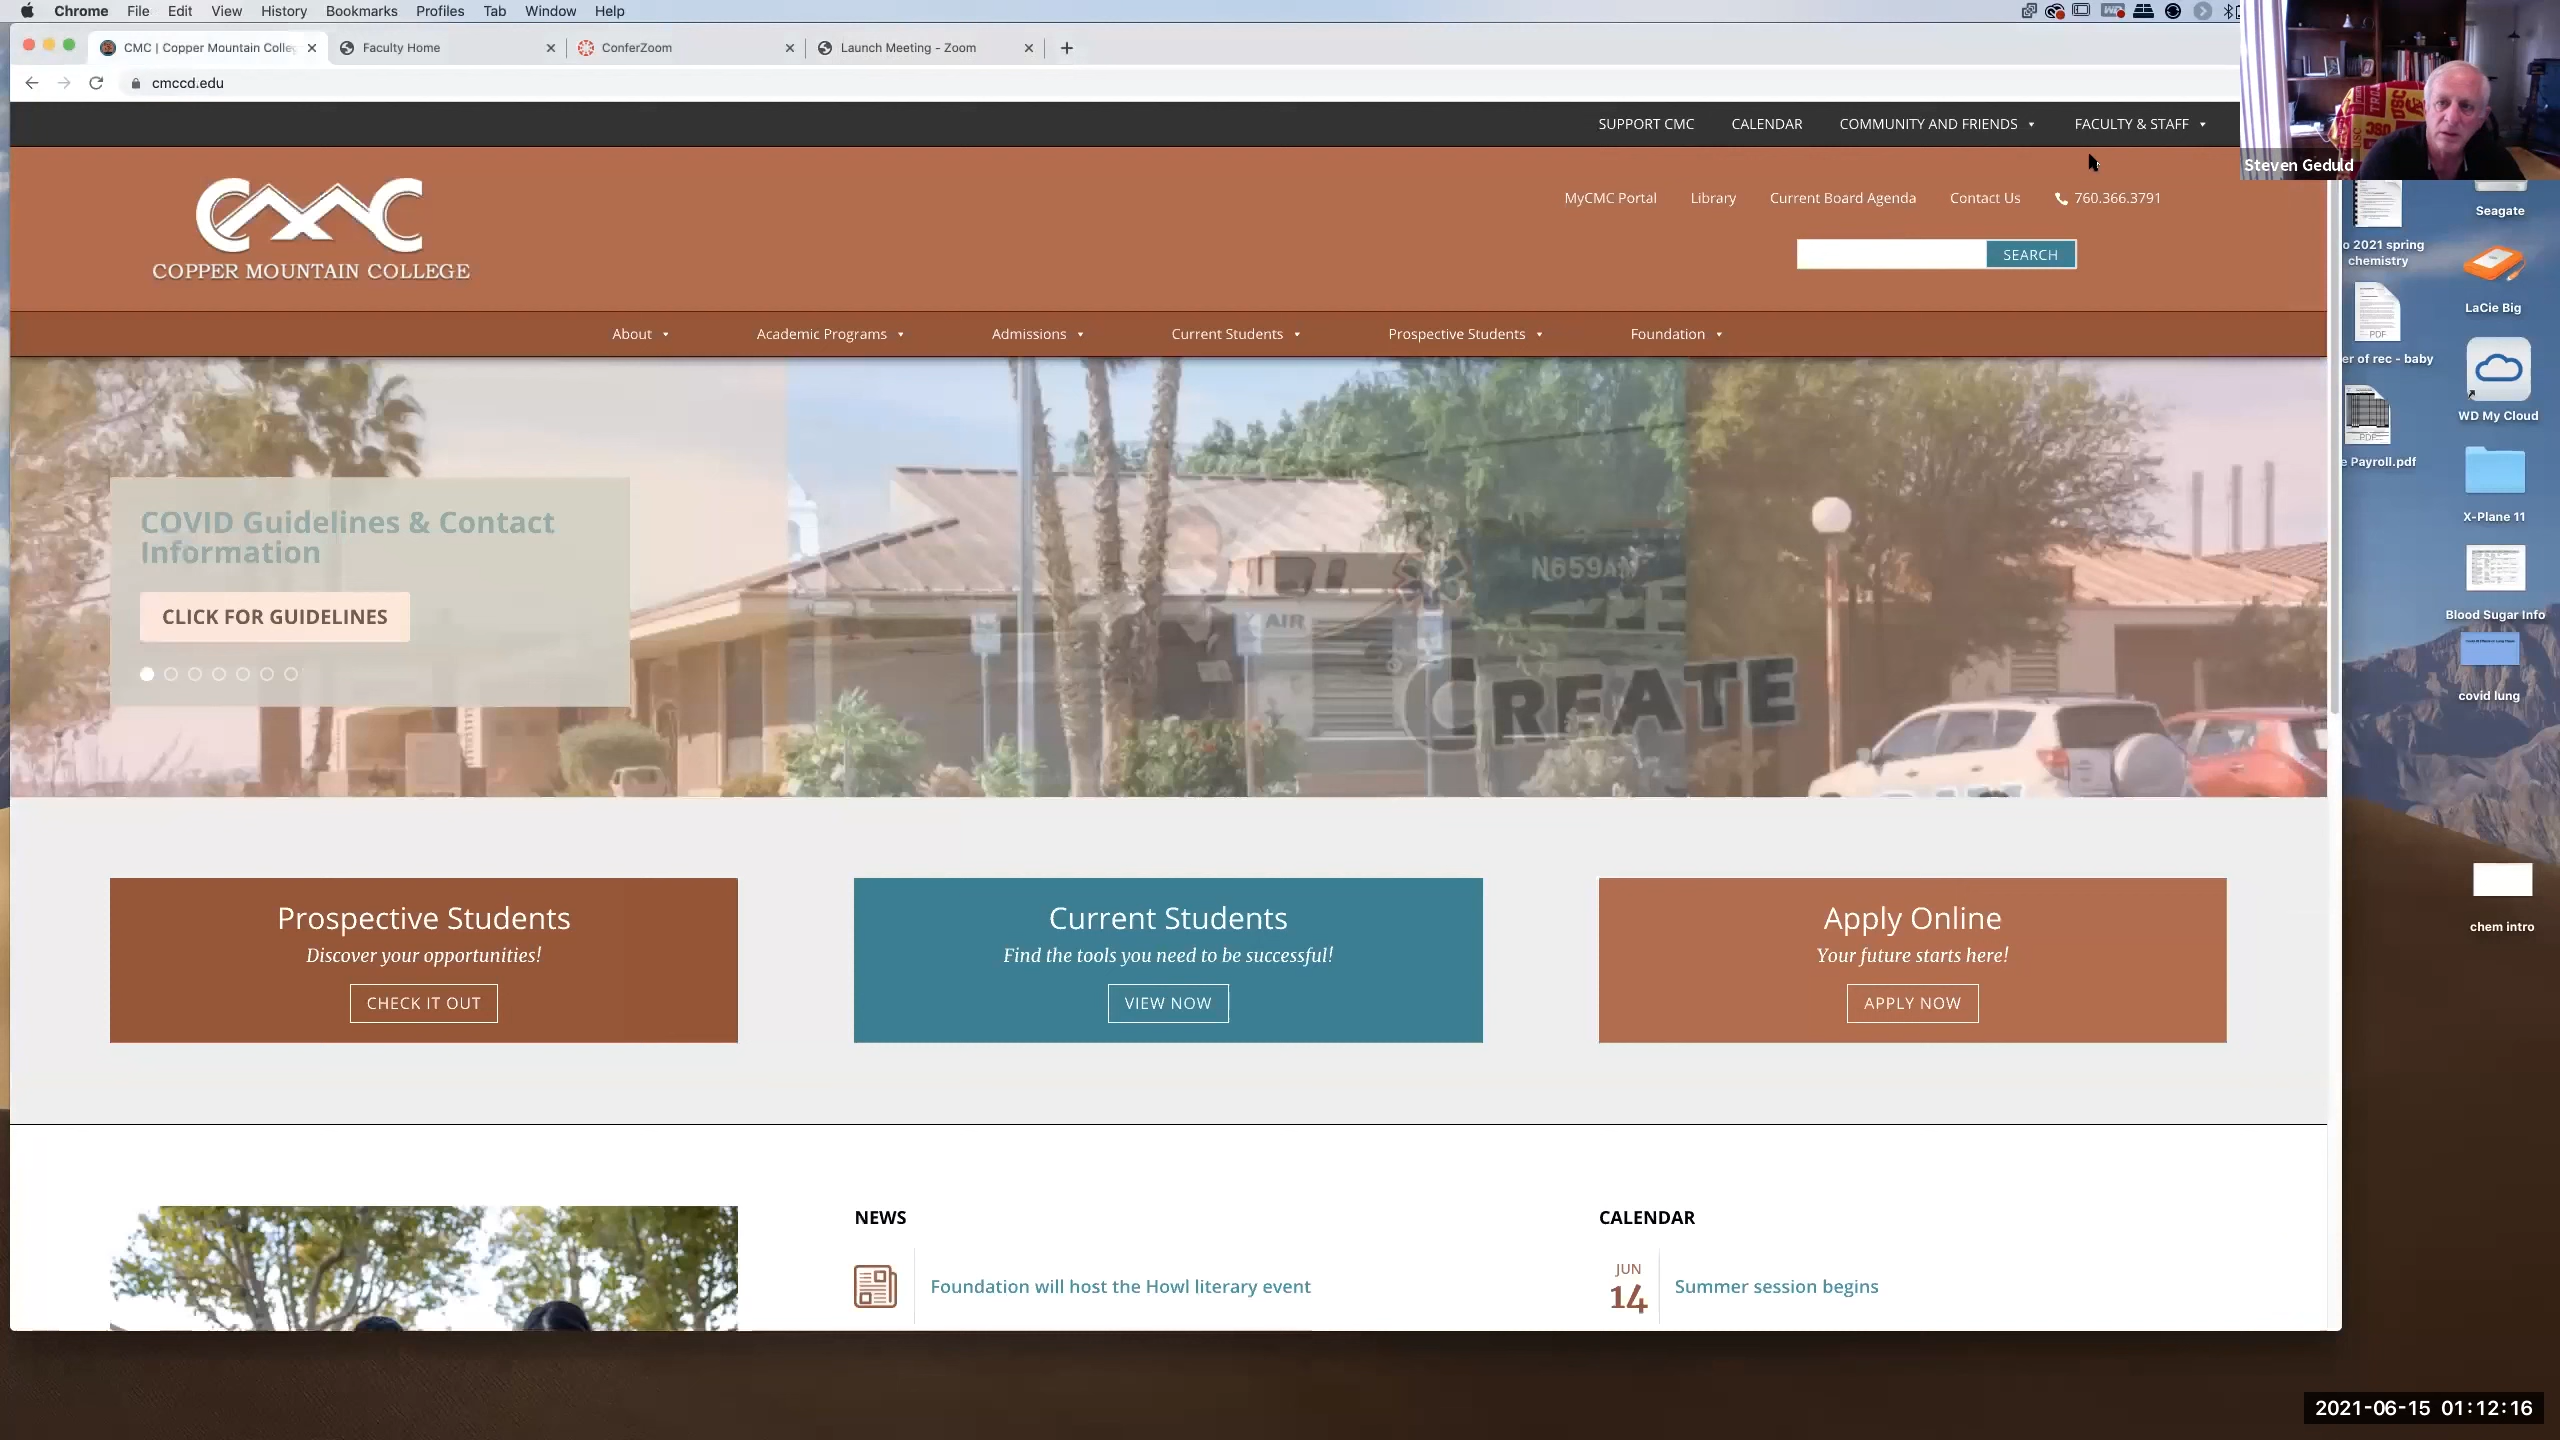 Chrome File Edit View History Bookmarks Profiles Tab Window Help
CMC | Copper Mountain Colleg
Faculty Home
ConferZoom
Launch Meeting - Zoom
cmccd.edu
SUPPORT CMC CALENDAR COMMUNITY AND FRIENDS FACULTY & STAFF
Steven Geduld
MyCMC Portal Library Current Board Agenda Contact Us 760.366.3791
CMC
COPPER MOUNTAIN COLLEGE
SEARCH
About Academic Programs Admissions Current Students Prospective Students Foundation
COVID Guidelines & Contact
Information
CLICK FOR GUIDELINES
N659AM
AIR
CREATE
Prospective Students
Discover your opportunities!
CHECK IT OUT
Current Students
Find the tools you need to be successful!
VIEW NOW
Apply Online
Your future starts here!
APPLY NOW
NEWS
Foundation will host the Howl literary event
CALENDAR
JUN
14
Summer session begins
Seagate
o 2021 spring
chemistry
LaCie Big
PDF
er of rec - baby
WD My Cloud
PDF
e Payroll.pdf
X-Plane 11
Blood Sugar Info
covid lung
chem intro
2021-06-15 01:12:16